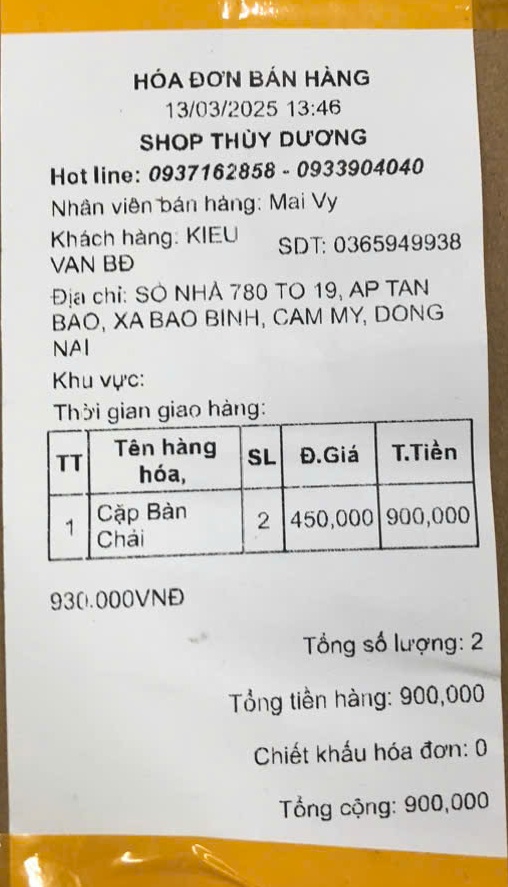 HÓA ĐƠN BÁN HÀNG
13/03/2025 13:46
SHOP THÙY DƯƠNG
Hot line: 0937162858 - 0933904040
Nhân viên bán hàng: Mai Vy
Khách hàng: KIEU VAN BĐ
SDT: 0365949938
Địa chỉ: SỐ NHÀ 780 TO 19, AP TAN
BAO, XA BAO BINH, CAM MY, DONG
NAI
Khu vực:
Thời gian giao hàng:
TT Tên hàng hóa, SL Đ.Giá T.Tiền
1 Cặp Bàn Chải 2 450,000 900,000
930.000VNĐ
Tổng số lượng: 2
Tổng tiền hàng: 900,000
Chiết khấu hóa đơn: 0
Tổng cộng: 900,000